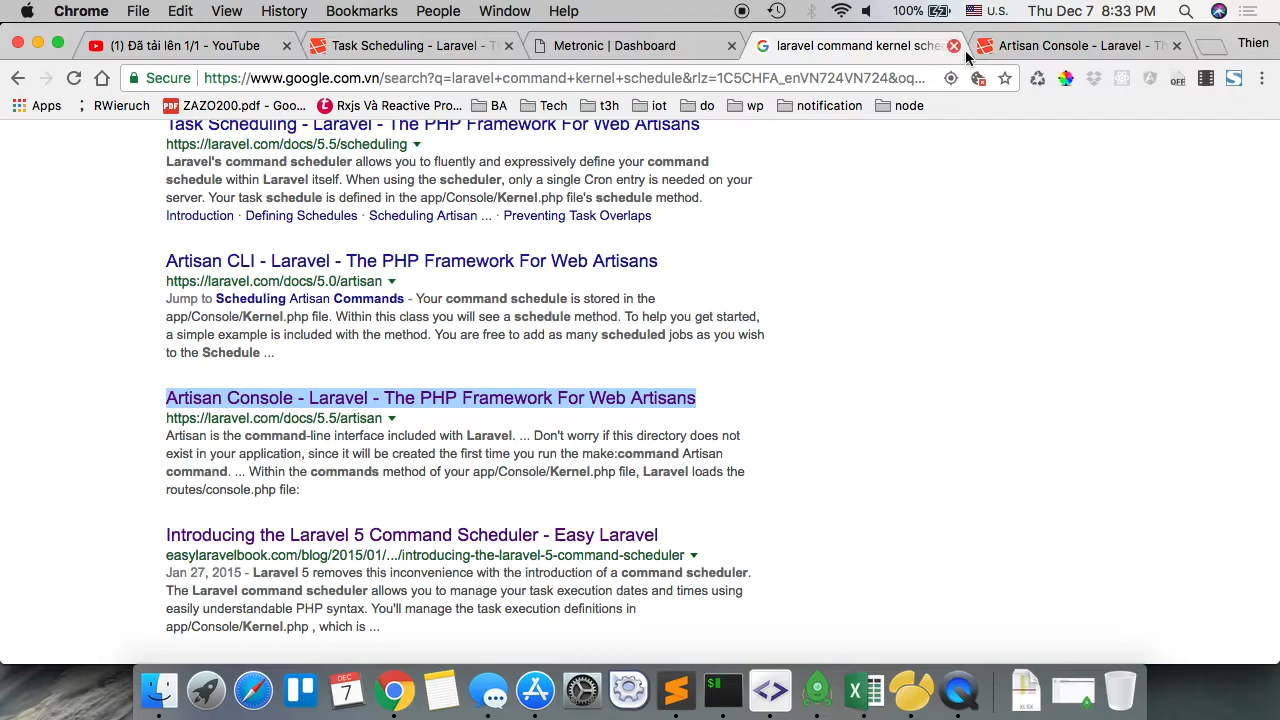 Chrome File Edit View History Bookmarks People Window Help 100% U.S. Thu Dec 7 8:33 PM
(1) Đã tải lên 1/1 - YouTube Task Scheduling - Laravel - T Metronic | Dashboard laravel command kernel sche Artisan Console - Laravel - Th Thien
Secure https://www.google.com.vn/search?q=laravel+command+kernel+schedule&rlz=1C5CHFA_enVN724VN724&oq... OFF
Apps RWieruch PDF ZAZO200.pdf - Goo... Rxjs Và Reactive Pro... BA Tech t3h iot do wp notification node
Task Scheduling - Laravel - The PHP Framework For Web Artisans
https://laravel.com/docs/5.5/scheduling
Laravel's command scheduler allows you to fluently and expressively define your command
schedule within Laravel itself. When using the scheduler, only a single Cron entry is needed on your
server. Your task schedule is defined in the app/Console/Kernel.php file's schedule method.
Introduction · Defining Schedules · Scheduling Artisan ... · Preventing Task Overlaps
Artisan CLI - Laravel - The PHP Framework For Web Artisans
https://laravel.com/docs/5.0/artisan
Jump to Scheduling Artisan Commands - Your command schedule is stored in the
app/Console/Kernel.php file. Within this class you will see a schedule method. To help you get started,
a simple example is included with the method. You are free to add as many scheduled jobs as you wish
to the Schedule ...
Artisan Console - Laravel - The PHP Framework For Web Artisans
https://laravel.com/docs/5.5/artisan
Artisan is the command-line interface included with Laravel. ... Don't worry if this directory does not
exist in your application, since it will be created the first time you run the make:command Artisan
command. ... Within the commands method of your app/Console/Kernel.php file, Laravel loads the
routes/console.php file:
Introducing the Laravel 5 Command Scheduler - Easy Laravel
easylaravelbook.com/blog/2015/01/.../introducing-the-laravel-5-command-scheduler
Jan 27, 2015 - Laravel 5 removes this inconvenience with the introduction of a command scheduler.
The Laravel command scheduler allows you to manage your task execution dates and times using
easily understandable PHP syntax. You'll manage the task execution definitions in
app/Console/Kernel.php , which is ...
DEC
7
XLSX